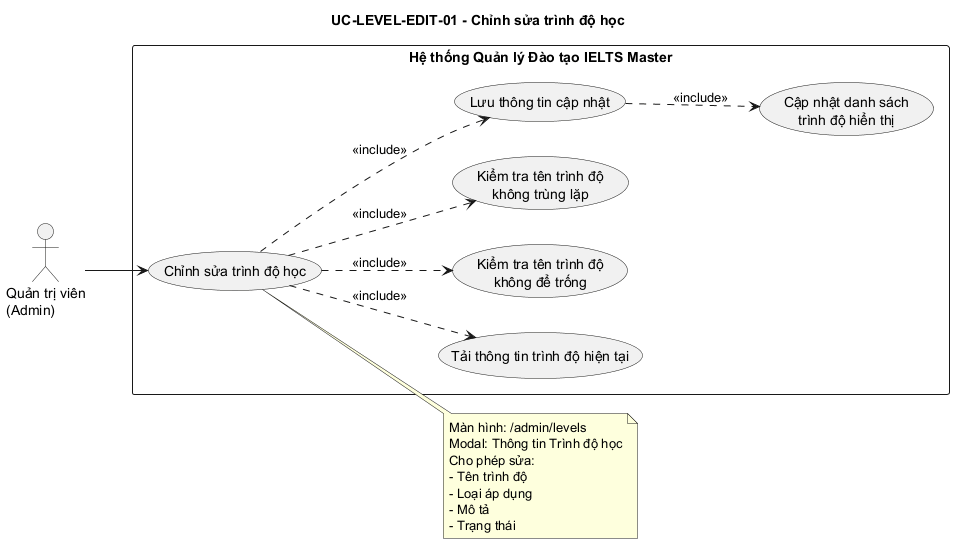 UC-LEVEL-EDIT-01 - Chỉnh sửa trình độ học
Hệ thống Quản lý Đào tạo IELTS Master
Lưu thông tin cập nhật
«include»
Cập nhật danh sách
trình độ hiển thị
«include»
Kiểm tra tên trình độ
không trùng lặp
«include»
Quản trị viên
(Admin)
Chỉnh sửa trình độ học
«include»
Kiểm tra tên trình độ
không để trống
«include»
Tải thông tin trình độ hiện tại
Màn hình: /admin/levels
Modal: Thông tin Trình độ học
Cho phép sửa:
- Tên trình độ
- Loại áp dụng
- Mô tả
- Trạng thái